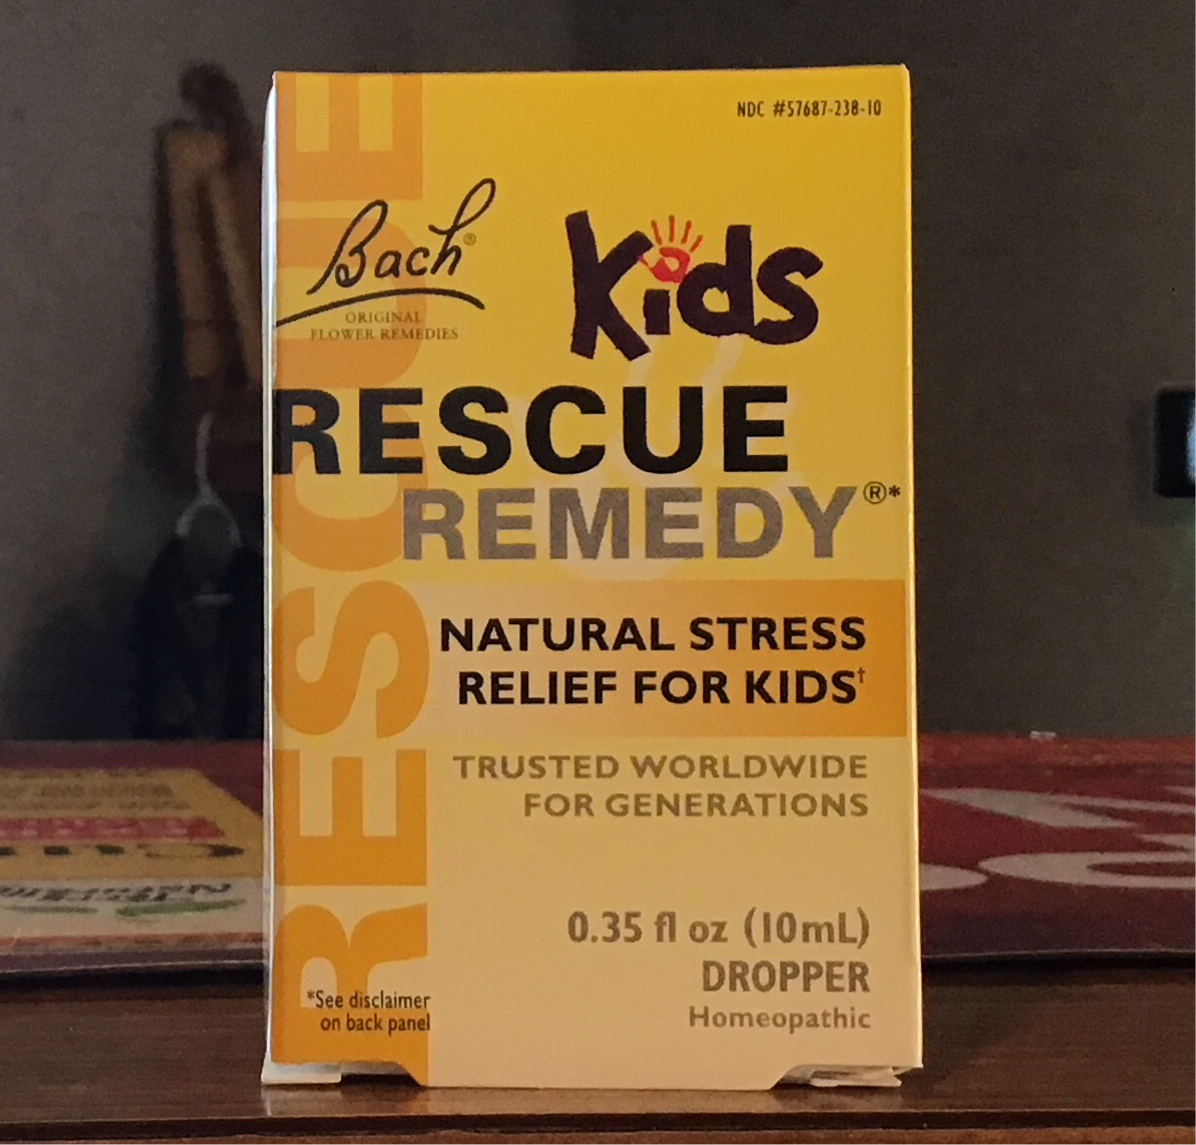 NDC #57687-238-10
Bach®
ORIGINAL
FLOWER REMEDIES
Kids
RESCUE
RESCUE
REMEDY®*
NATURAL STRESS
RELIEF FOR KIDS†
TRUSTED WORLDWIDE
FOR GENERATIONS
0.35 fl oz (10mL)
DROPPER
Homeopathic
*See disclaimer
on back panel